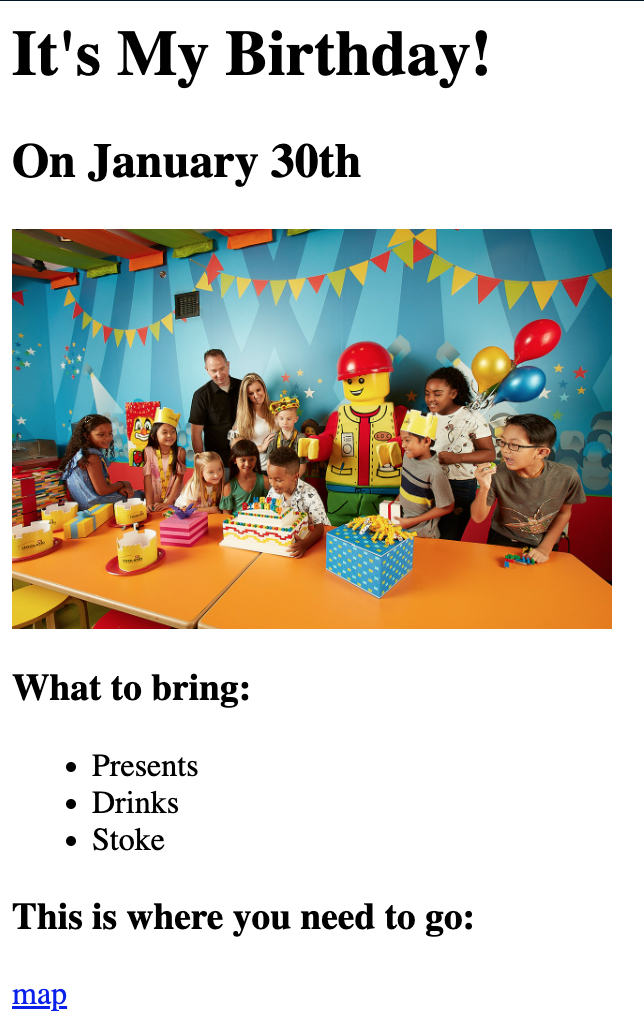 It's My Birthday!
On January 30th
What to bring:
Presents
Drinks
Stoke
This is where you need to go:
map